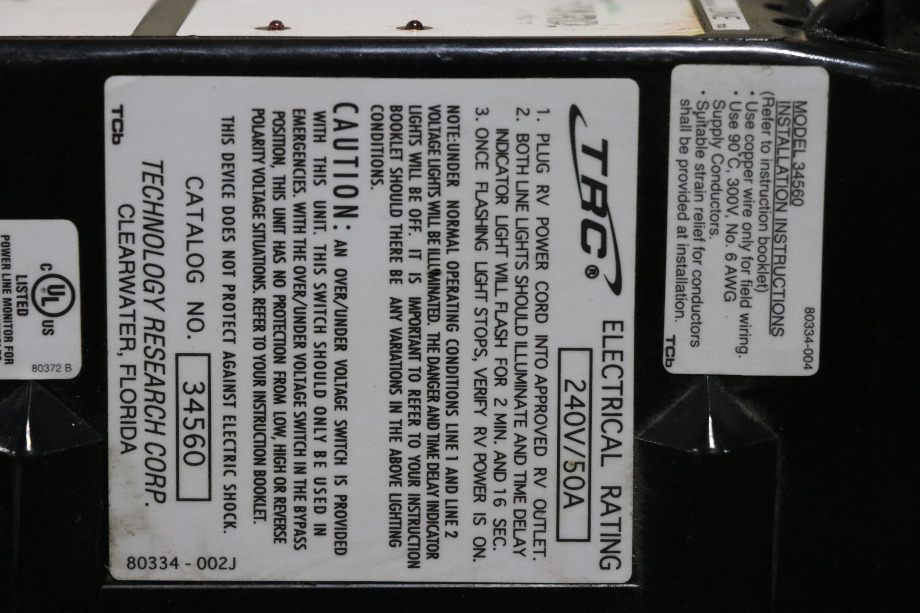 MODEL 34560
INSTALLATION INSTRUCTIONS
(Refer to instruction booklet)
• Use copper wire only for field wiring.
• Use 90°C, 300V, No. 6 AWG
Supply Conductors.
• Suitable strain relief for conductors
shall be provided at installation.
80334-004
TCb
TBC® ELECTRICAL RATING
240V/50A
1. PLUG RV POWER CORD INTO APPROVED RV OUTLET.
2. BOTH LINE LIGHTS SHOULD ILLUMINATE AND TIME DELAY
INDICATOR LIGHT WILL FLASH FOR 2 MIN. AND 16 SEC.
3. ONCE FLASHING LIGHT STOPS, VERIFY RV POWER IS ON.
NOTE:UNDER NORMAL OPERATING CONDITIONS LINE 1 AND LINE 2
VOLTAGE LIGHTS WILL BE ILLUMINATED. THE DANGER AND TIME DELAY INDICATOR
LIGHTS WILL BE OFF. IT IS IMPORTANT TO REFER TO YOUR INSTRUCTION
BOOKLET SHOULD THERE BE ANY VARIATIONS IN THE ABOVE LIGHTING
CONDITIONS.
CAUTION: AN OVER/UNDER VOLTAGE SWITCH IS PROVIDED
WITH THIS UNIT. THIS SWITCH SHOULD ONLY BE USED IN
EMERGENCIES. WITH THE OVER/UNDER VOLTAGE SWITCH IN THE BYPASS
POSITION, THIS UNIT HAS NO PROTECTION FROM LOW, HIGH OR REVERSE
POLARITY VOLTAGE SITUATIONS. REFER TO YOUR INSTRUCTION BOOKLET.
THIS DEVICE DOES NOT PROTECT AGAINST ELECTRIC SHOCK.
CATALOG NO. 34560
TECHNOLOGY RESEARCH CORP.
CLEARWATER, FLORIDA
TCb
80334 - 002J
C UL US
LISTED
POWER LINE MONITOR FOR
80372 B